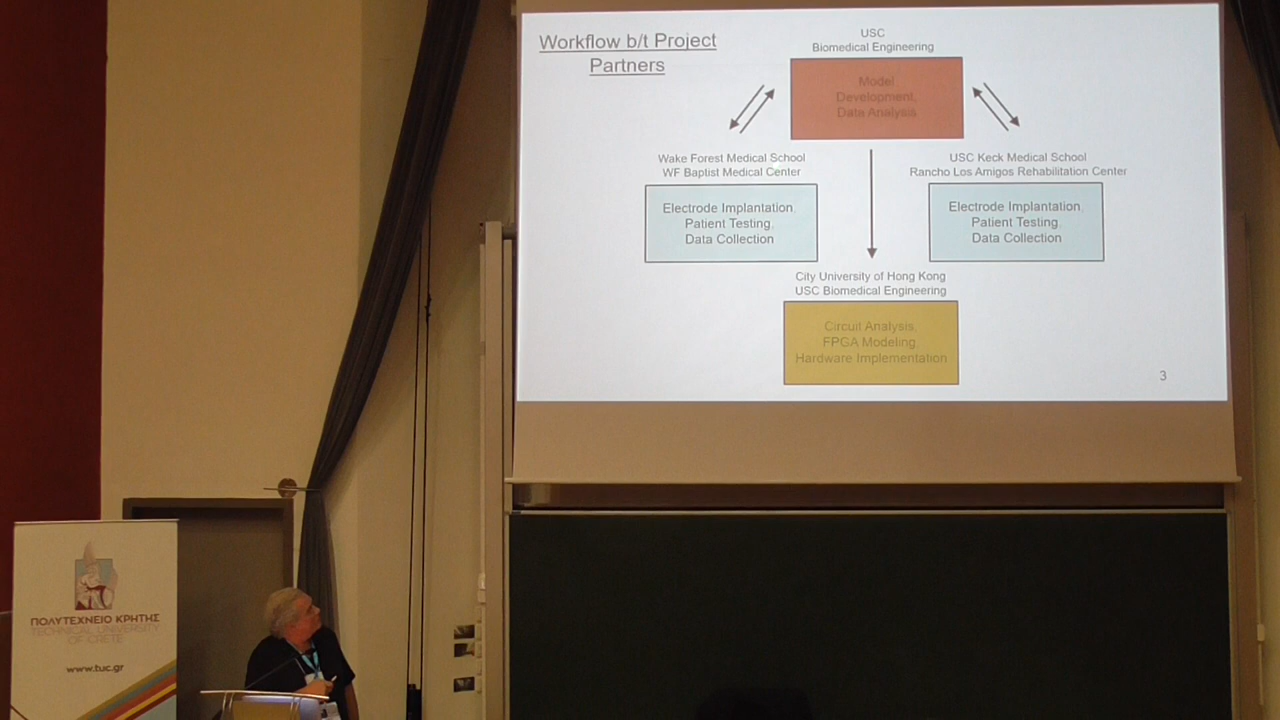 Workflow b/t Project
Partners
USC
Biomedical Engineering
Model
Development,
Data Analysis
Wake Forest Medical School
WF Baptist Medical Center
Electrode Implantation,
Patient Testing,
Data Collection
USC Keck Medical School
Rancho Los Amigos Rehabilitation Center
Electrode Implantation,
Patient Testing,
Data Collection
City University of Hong Kong
USC Biomedical Engineering
Circuit Analysis,
FPGA Modeling,
Hardware Implementation
3
ΠΟΛΥΤΕΧΝΕΙΟ ΚΡΗΤΗΣ
TECHNICAL UNIVERSITY
OF CRETE
www.tuc.gr